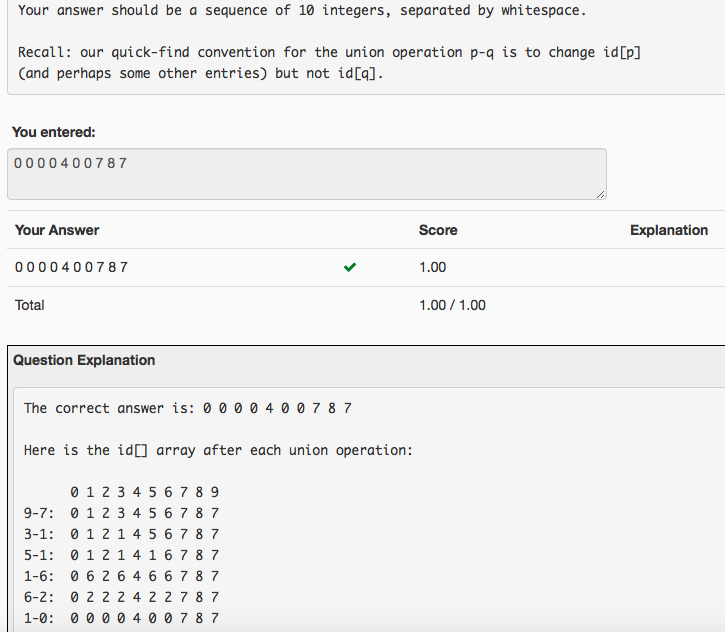 Your answer should be a sequence of 10 integers, separated by whitespace.
Recall: our quick-find convention for the union operation p-q is to change id[p]
(and perhaps some other entries) but not id[q].
You entered:
0 0 0 0 4 0 0 7 8 7
Your Answer Score Explanation
0 0 0 0 4 0 0 7 8 7 1.00
Total 1.00 / 1.00
Question Explanation
The correct answer is: 0 0 0 0 4 0 0 7 8 7
Here is the id[] array after each union operation:
0 1 2 3 4 5 6 7 8 9
9-7: 0 1 2 3 4 5 6 7 8 7
3-1: 0 1 2 1 4 5 6 7 8 7
5-1: 0 1 2 1 4 1 6 7 8 7
1-6: 0 6 2 6 4 6 6 7 8 7
6-2: 0 2 2 2 4 2 2 7 8 7
1-0: 0 0 0 0 4 0 0 7 8 7